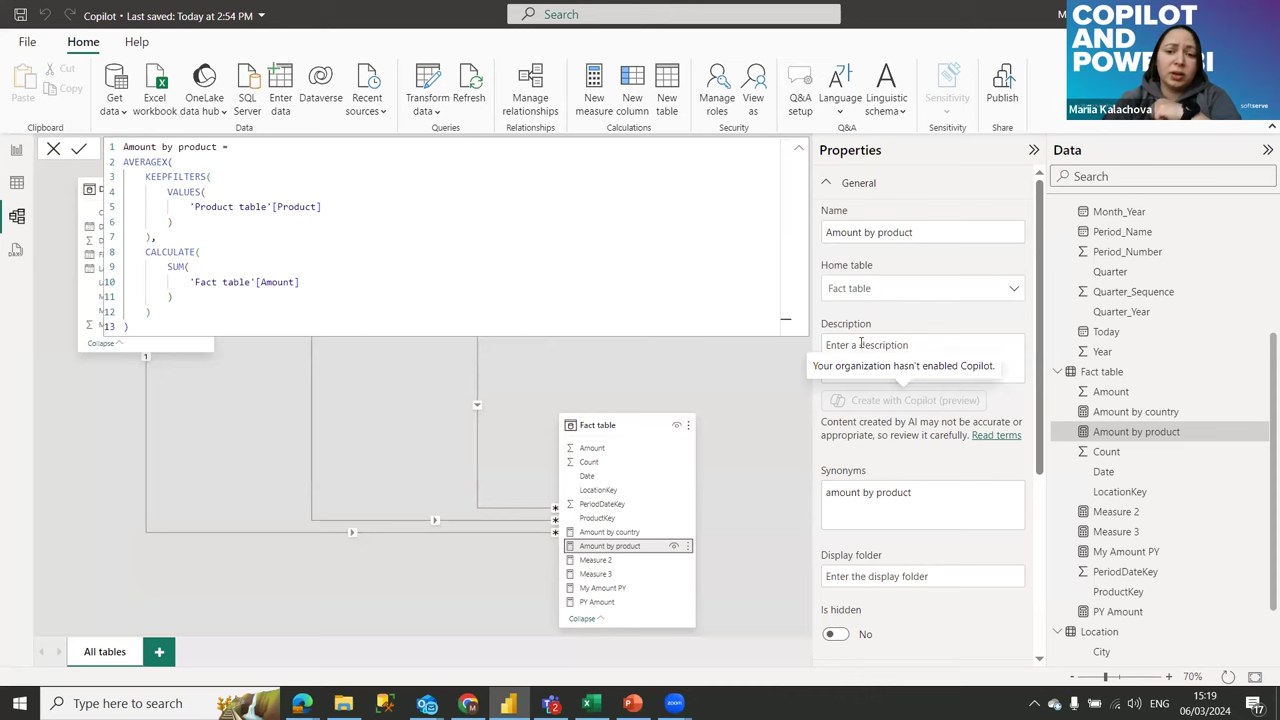 Copilot • Last saved: Today at 2:54 PM
Search
COPILOT
AND
POWER BI
Mariia Kalachova
softserve
File
Home
Help
Paste
Cut
Copy
Clipboard
Get data
Excel workbook
OneLake data hub
SQL Server
Enter data
Dataverse
Recent sources
Data
Transform data
Refresh
Queries
Manage relationships
Relationships
New measure
New column
New table
Calculations
Manage roles
View as
Security
Q&A setup
Language
Linguistic schema
Q&A
Sensitivity
Sensitivity
Publish
Share
1 Amount by product =
2 AVERAGEX(
3 KEEPFILTERS(
4 VALUES(
5 'Product table'[Product]
6 )
7 ),
8 CALCULATE(
9 SUM(
10 'Fact table'[Amount]
11 )
12 )
13 )
Collapse
1
Fact table
Amount
Count
Date
LocationKey
PeriodDateKey
ProductKey
Amount by country
Amount by product
Measure 2
Measure 3
My Amount PY
PY Amount
Collapse
All tables
Properties
General
Name
Amount by product
Home table
Fact table
Description
Enter a description
Your organization hasn't enabled Copilot.
Create with Copilot (preview)
Content created by AI may not be accurate or
appropriate, so review it carefully. Read terms
Synonyms
amount by product
Display folder
Enter the display folder
Is hidden
No
Data
Search
Month_Year
Period_Name
Period_Number
Quarter
Quarter_Sequence
Quarter_Year
Today
Year
Fact table
Amount
Amount by country
Amount by product
Count
Date
LocationKey
Measure 2
Measure 3
My Amount PY
PeriodDateKey
ProductKey
PY Amount
Location
City
70%
Type here to search
ENG
15:19
06/03/2024